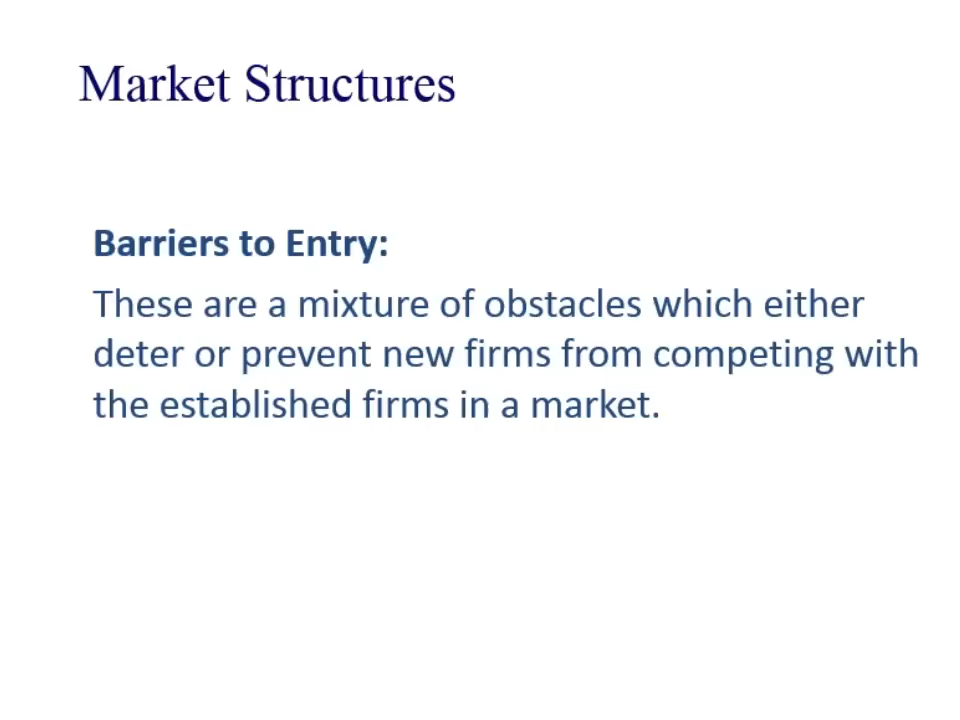 Market Structures
Barriers to Entry:
These are a mixture of obstacles which either
deter or prevent new firms from competing with
the established firms in a market.